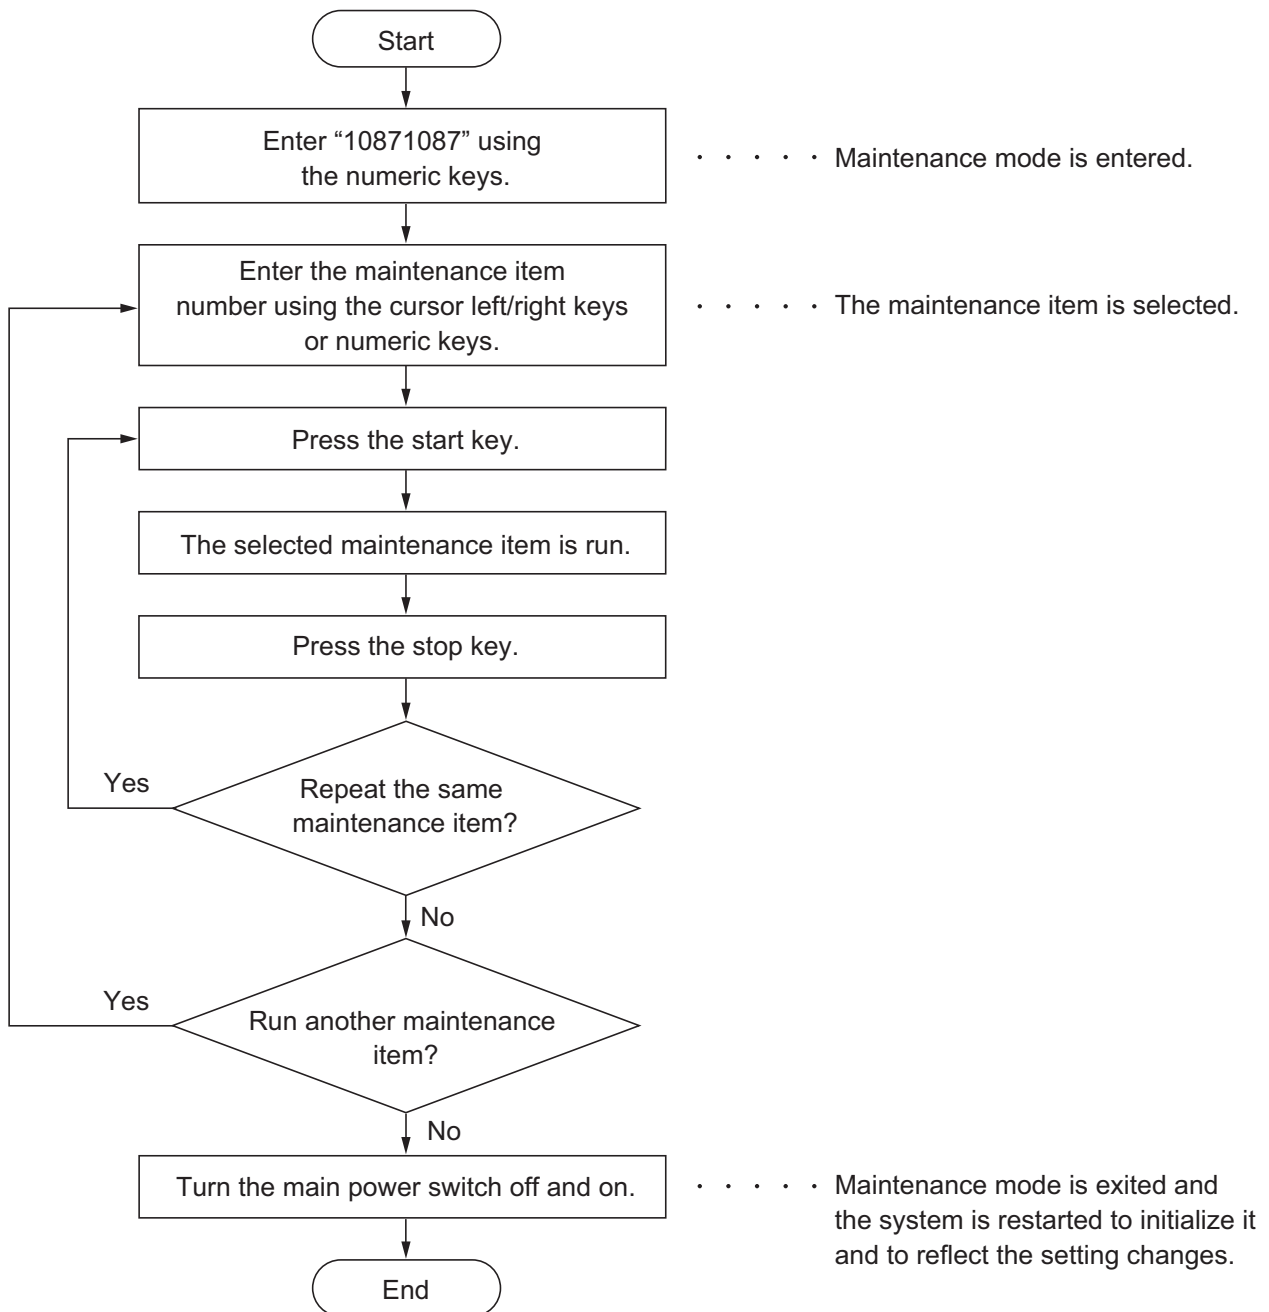 Start
Enter “10871087” using
the numeric keys.
· · · · · Maintenance mode is entered.
Enter the maintenance item
number using the cursor left/right keys
or numeric keys.
· · · · · The maintenance item is selected.
Press the start key.
The selected maintenance item is run.
Press the stop key.
Yes
Repeat the same
maintenance item?
No
Yes
Run another maintenance
item?
No
Turn the main power switch off and on.
· · · · · Maintenance mode is exited and
the system is restarted to initialize it
and to reflect the setting changes.
End